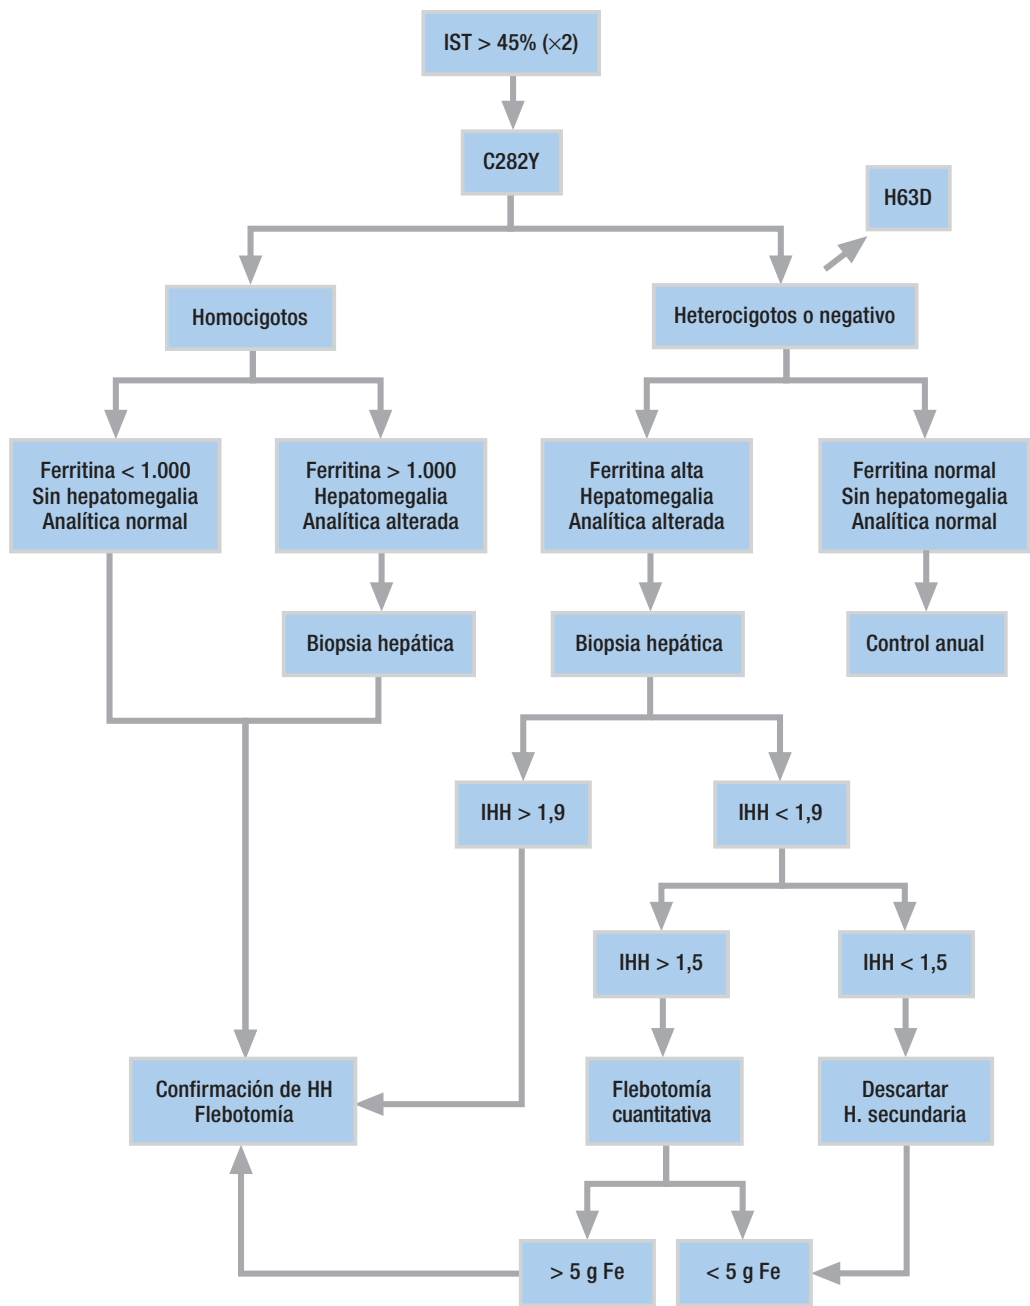 IST > 45% (×2)
C282Y
H63D
Homocigotos
Heterocigotos o negativo
Ferritina < 1.000
Sin hepatomegalia
Analítica normal
Ferritina > 1.000
Hepatomegalia
Analítica alterada
Ferritina alta
Hepatomegalia
Analítica alterada
Ferritina normal
Sin hepatomegalia
Analítica normal
Biopsia hepática
Biopsia hepática
Control anual
IHH > 1,9
IHH < 1,9
IHH > 1,5
IHH < 1,5
Confirmación de HH
Flebotomía
Flebotomía
cuantitativa
Descartar
H. secundaria
> 5 g Fe
< 5 g Fe